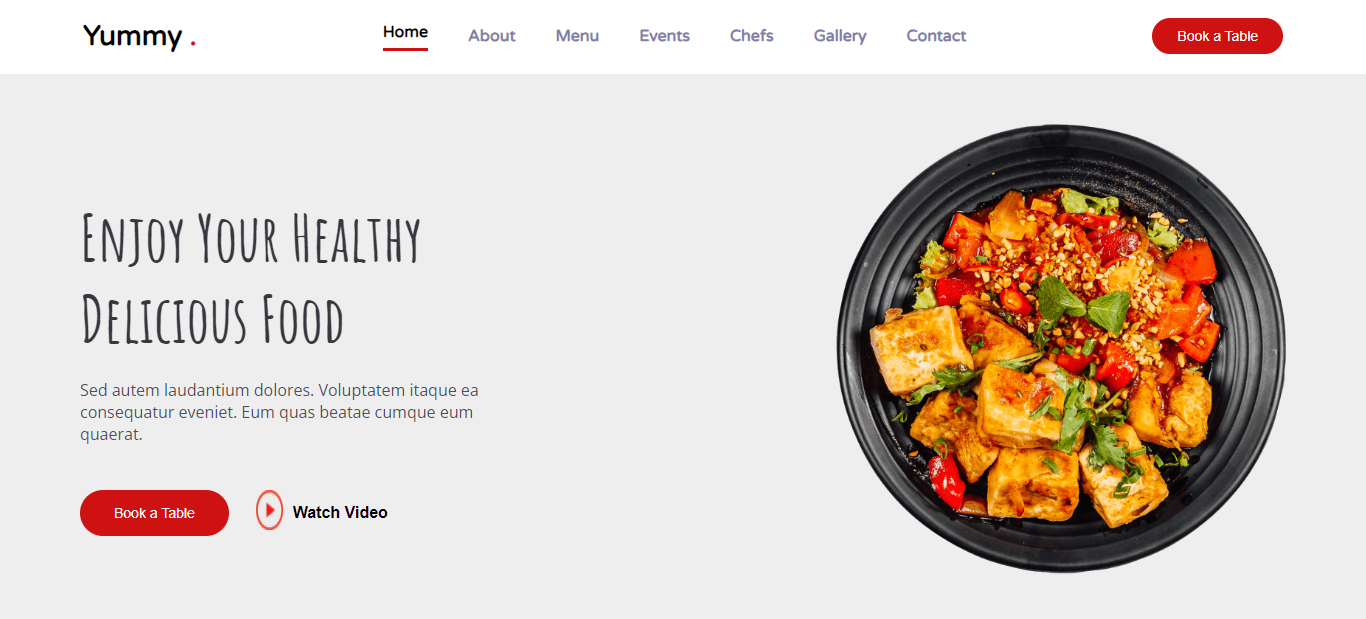 Yummy .
Home
About
Menu
Events
Chefs
Gallery
Contact
Book a Table
Enjoy Your Healthy
Delicious Food
Sed autem laudantium dolores. Voluptatem itaque ea
consequatur eveniet. Eum quas beatae cumque eum
quaerat.
Book a Table
Watch Video